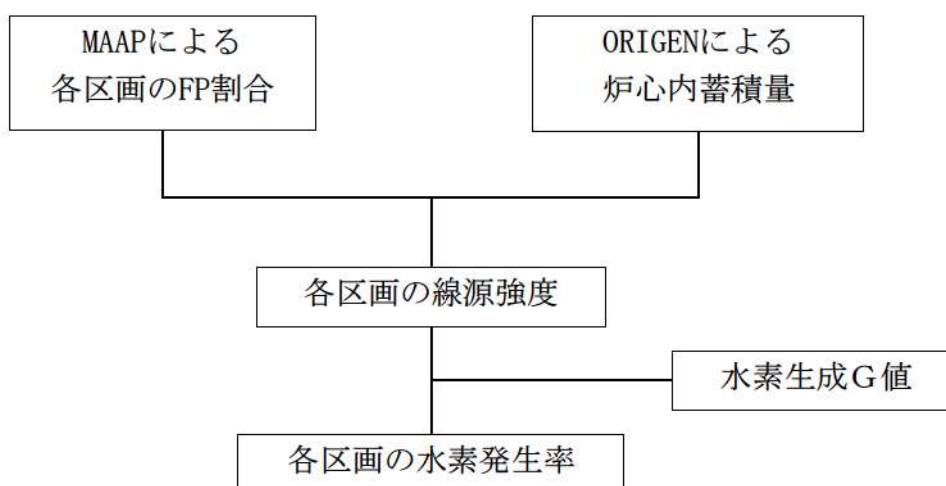 MAAPによる
各区画のFP割合
ORIGENによる
炉心内蓄積量
各区画の線源強度
水素生成G値
各区画の水素発生率